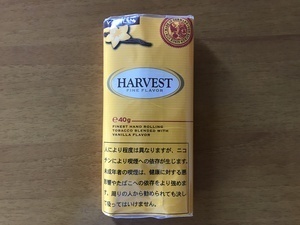 HARVEST
FINE FLAVOR
e40g
FINEST HAND ROLLING
TOBACCO BLENDED WITH
VANILLA FLAVOR
人により程度は異なりますが、ニコ
チンにより喫煙への依存が生じます。
未成年者の喫煙は、健康に対する悪
影響やたばこへの依存をより強めま
す。周りの人から勧められても決し
て吸ってはいけません。